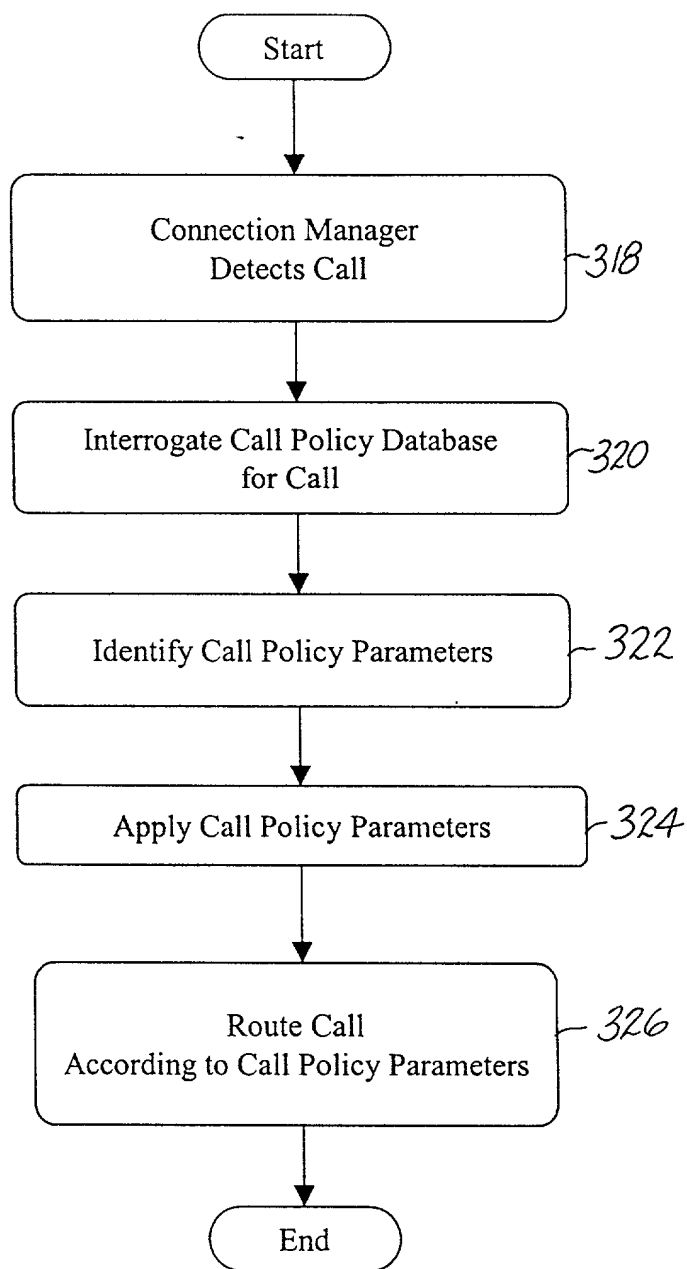 Start
Connection Manager
Detects Call
318
Interrogate Call Policy Database
for Call
320
Identify Call Policy Parameters
322
Apply Call Policy Parameters
324
Route Call
According to Call Policy Parameters
326
End